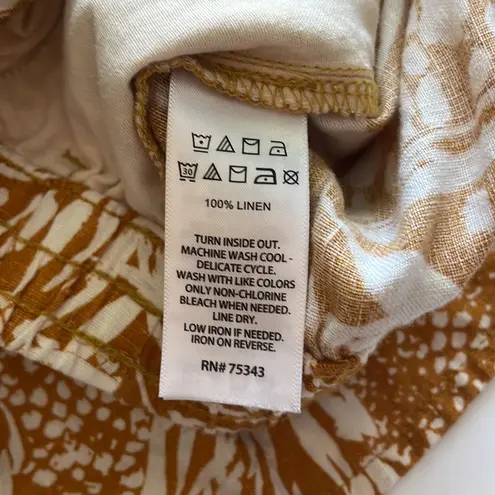 30
100% LINEN
TURN INSIDE OUT.
MACHINE WASH COOL -
DELICATE CYCLE.
WASH WITH LIKE COLORS
ONLY NON-CHLORINE
BLEACH WHEN NEEDED.
LINE DRY.
LOW IRON IF NEEDED.
IRON ON REVERSE.
RN# 75343